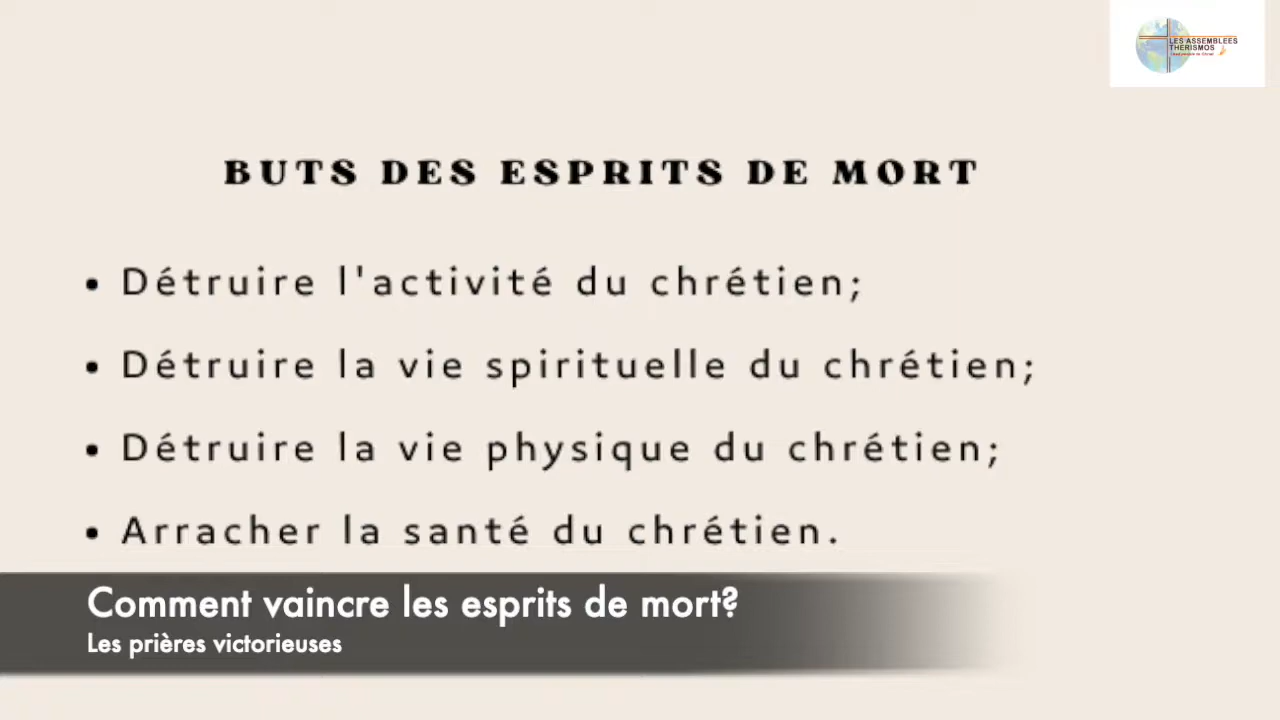 LES ASSEMBLEES
THERISMOS
BUTS DES ESPRITS DE MORT
• Détruire l'activité du chrétien;
• Détruire la vie spirituelle du chrétien;
• Détruire la vie physique du chrétien;
• Arracher la santé du chrétien.
Comment vaincre les esprits de mort?
Les prières victorieuses